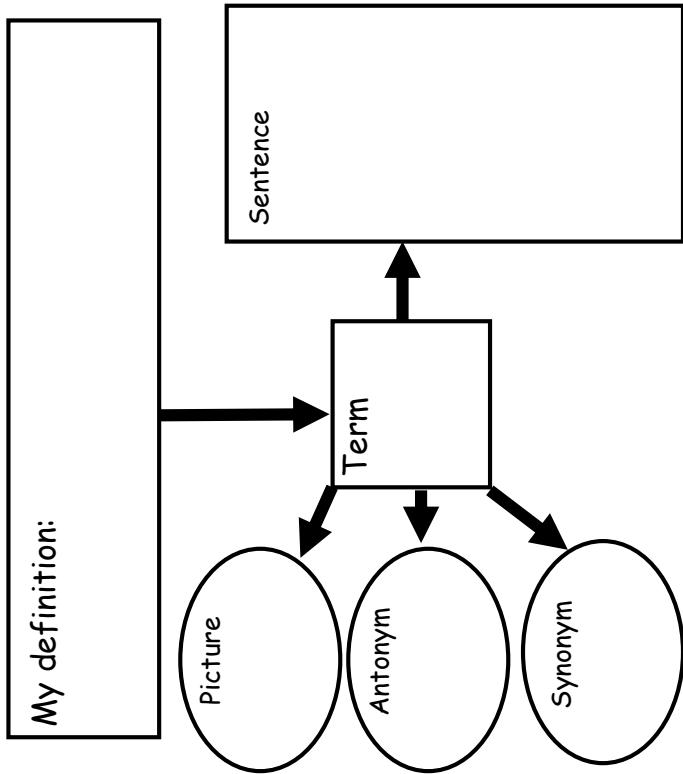 My definition:
Picture
Term
Sentence
Antonym
Synonym